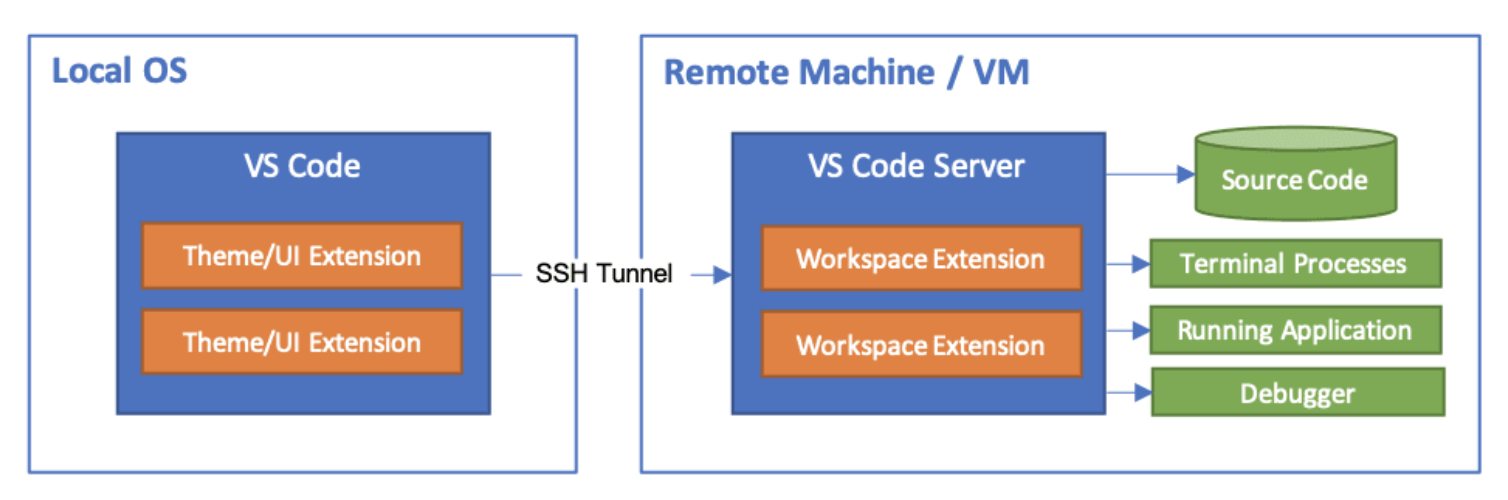 Local OS
VS Code
Theme/UI Extension
Theme/UI Extension
SSH Tunnel
Remote Machine / VM
VS Code Server
Workspace Extension
Workspace Extension
Source Code
Terminal Processes
Running Application
Debugger